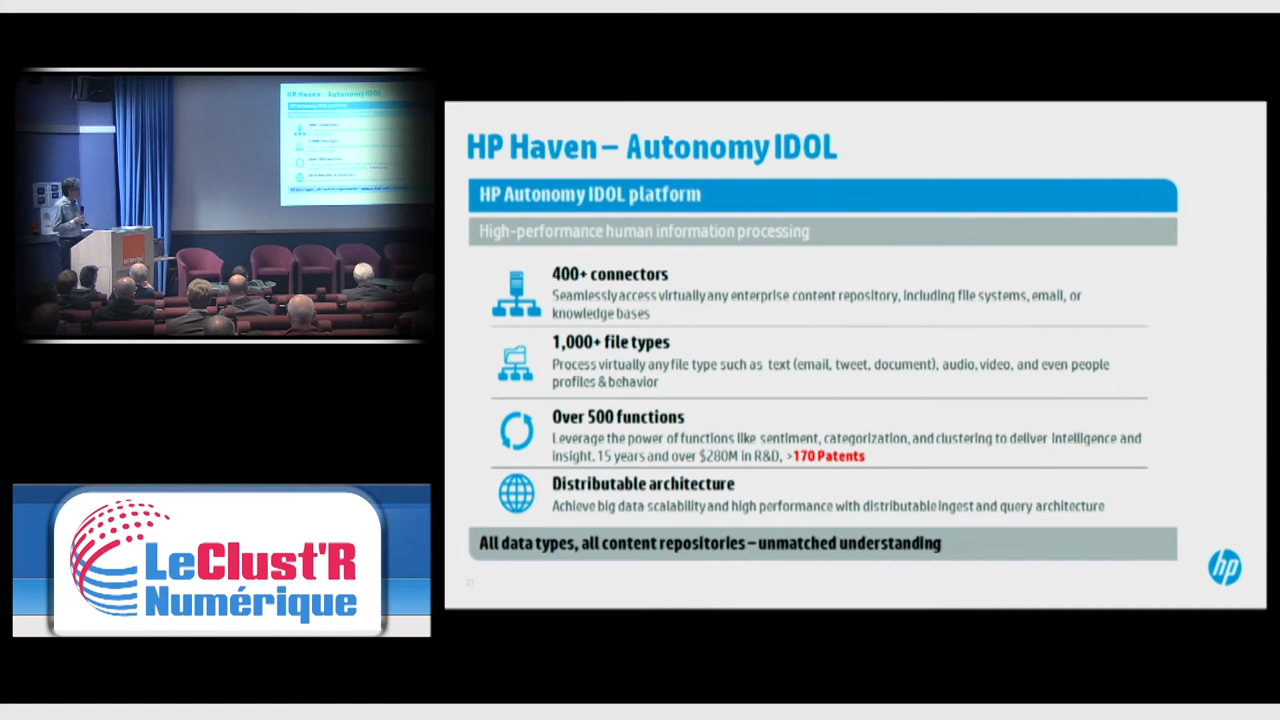 HP Haven – Autonomy IDOL
HP Autonomy IDOL platform
High-performance human information processing
400+ connectors
Seamlessly access virtually any enterprise content repository, including file systems, email, or
knowledge bases
1,000+ file types
Process virtually any file type such as text (email, tweet, document), audio, video, and even people
profiles & behavior
Over 500 functions
Leverage the power of functions like sentiment, categorization, and clustering to deliver intelligence and
insight. 15 years and over $280M in R&D, >170 Patents
Distributable architecture
Achieve big data scalability and high performance with distributable ingest and query architecture
All data types, all content repositories – unmatched understanding
21
hp
HP Haven – Autonomy IDOL
LeClust'R
Numérique